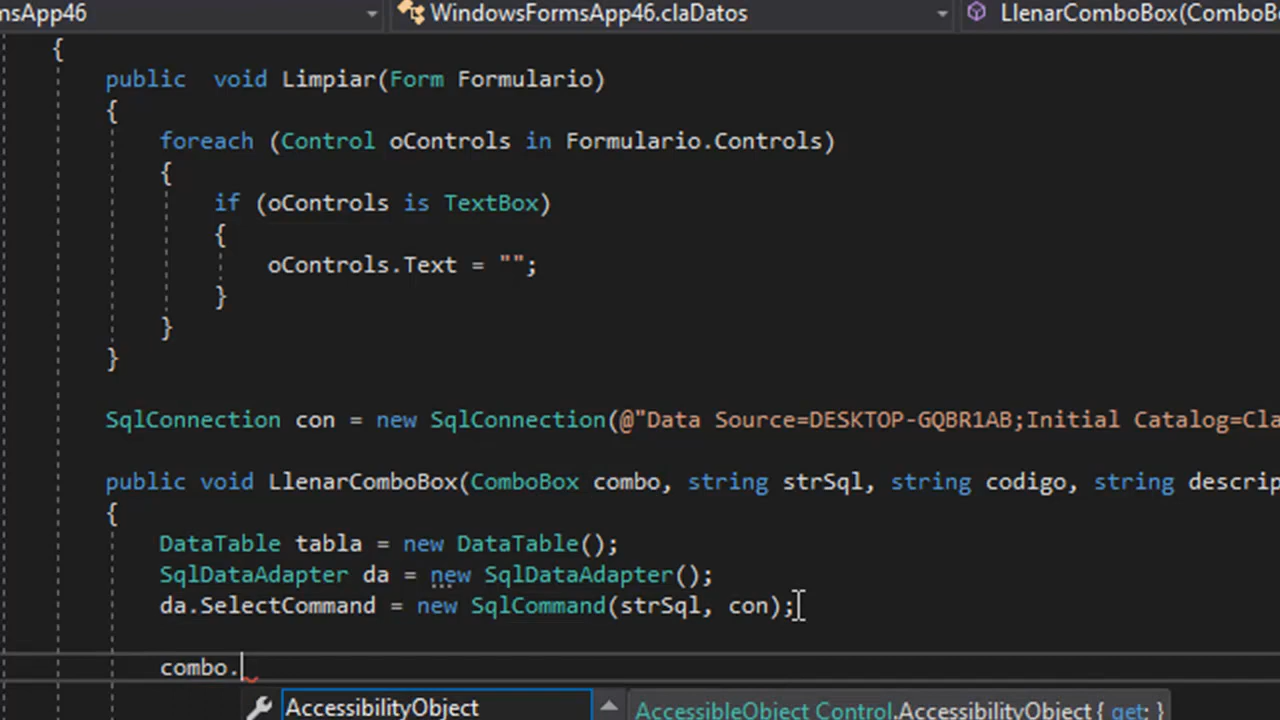 msApp46 WindowsFormsApp46.claDatos LlenarComboBox(ComboB
{
public void Limpiar(Form Formulario)
{
foreach (Control oControls in Formulario.Controls)
{
if (oControls is TextBox)
{
oControls.Text = "";
}
}
}
SqlConnection con = new SqlConnection(@"Data Source=DESKTOP-GQBR1AB;Initial Catalog=Cla
public void LlenarComboBox(ComboBox combo, string strSql, string codigo, string descrip
{
DataTable tabla = new DataTable();
SqlDataAdapter da = new SqlDataAdapter();
da.SelectCommand = new SqlCommand(strSql, con);
combo.
AccessibilityObject AccessibleObject Control.AccessibilityObject { get; }